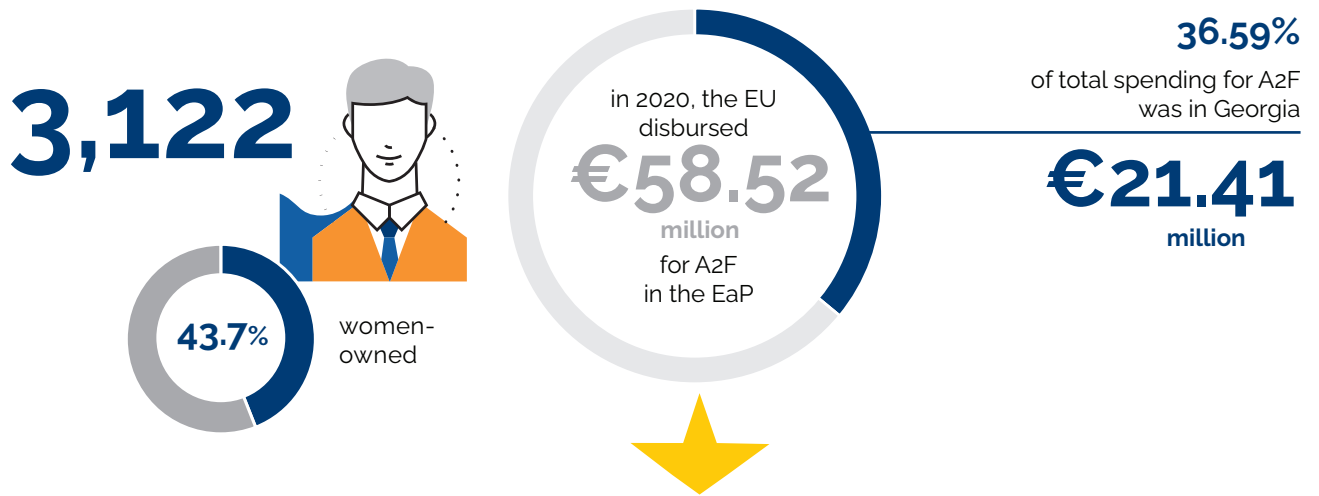 3,122
43.7%
women-
owned
in 2020, the EU
disbursed
€58.52
million
for A2F
in the EaP
36.59%
of total spending for A2F
was in Georgia
€21.41
million